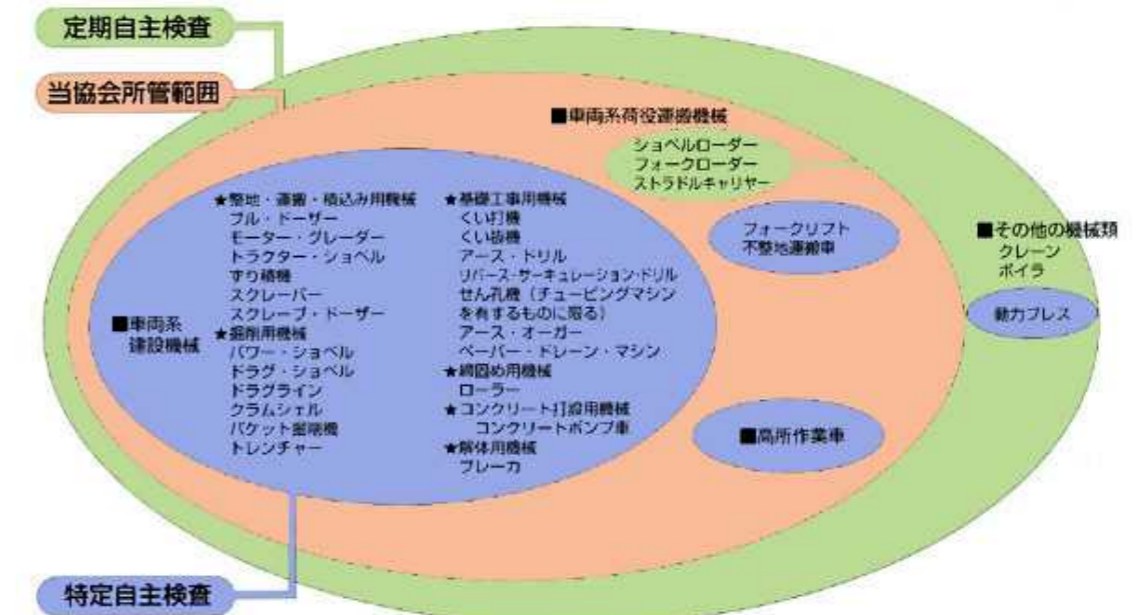 定期自主検査
当協会所管範囲
■車両系荷役運搬機械
ショベルローダー
フォークローダー
ストラドルキャリヤー
フォークリフト
不整地運搬車
■その他の機械類
クレーン
ボイラ
動力プレス
■高所作業車
■車両系
建設機械
★整地・運搬・積込み用機械
ブル・ドーザー
モーター・グレーダー
トラクター・ショベル
ずり積機
スクレーパー
スクレープ・ドーザー
★掘削用機械
パワー・ショベル
ドラグ・ショベル
ドラグライン
クラムシェル
バケット掘削機
トレンチャー
★基礎工事用機械
くい打機
くい抜機
アース・ドリル
リバース・サーキュレーション・ドリル
せん孔機（チュービングマシン
を有するものに限る）
アース・オーガー
ペーパー・ドレーン・マシン
★締固め用機械
ローラー
★コンクリート打設用機械
コンクリートポンプ車
★解体用機械
ブレーカ
特定自主検査